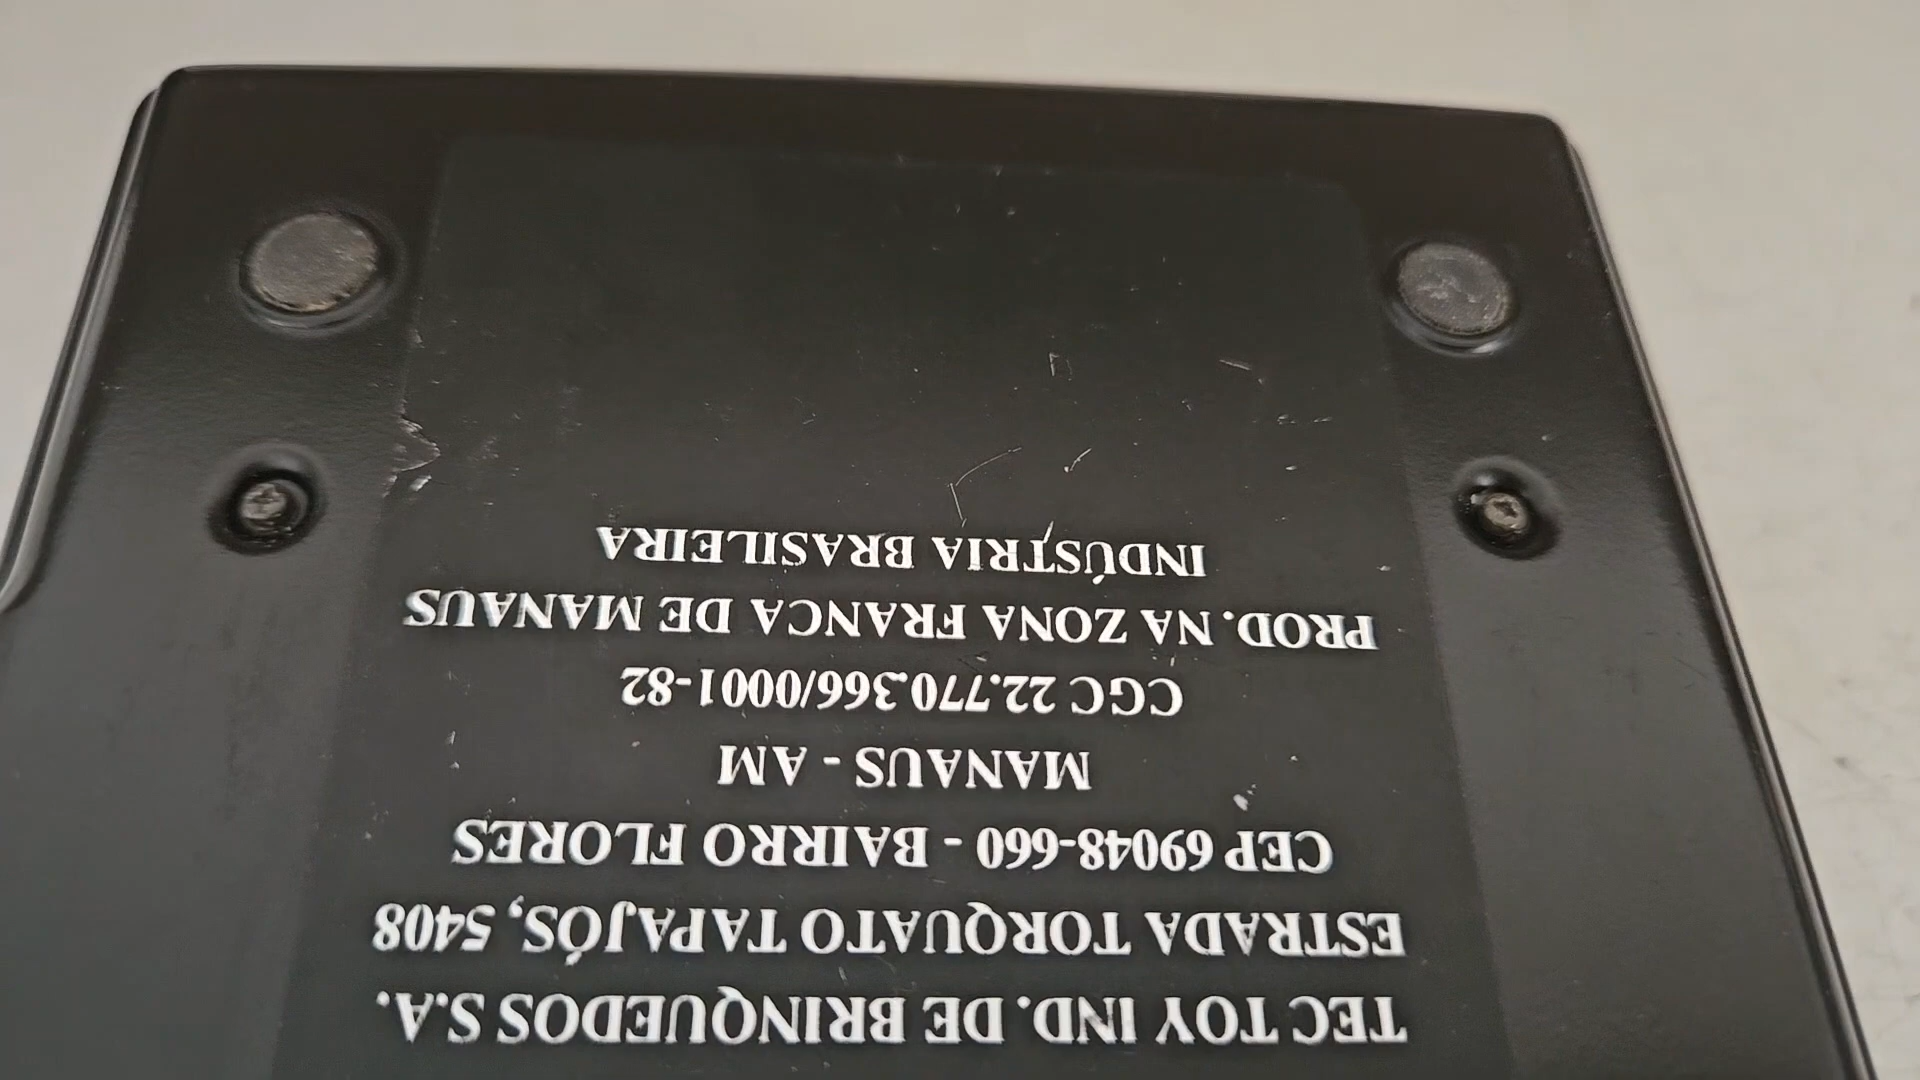 TEC TOY IND. DE BRINQUEDOS S.A.
ESTRADA TORQUATO TAPAJÓS, 5408
CEP 69048-660 - BAIRRO FLORES
MANAUS - AM
CGC 22.770.366/0001-82
PROD. NA ZONA FRANCA DE MANAUS
INDÚSTRIA BRASILEIRA